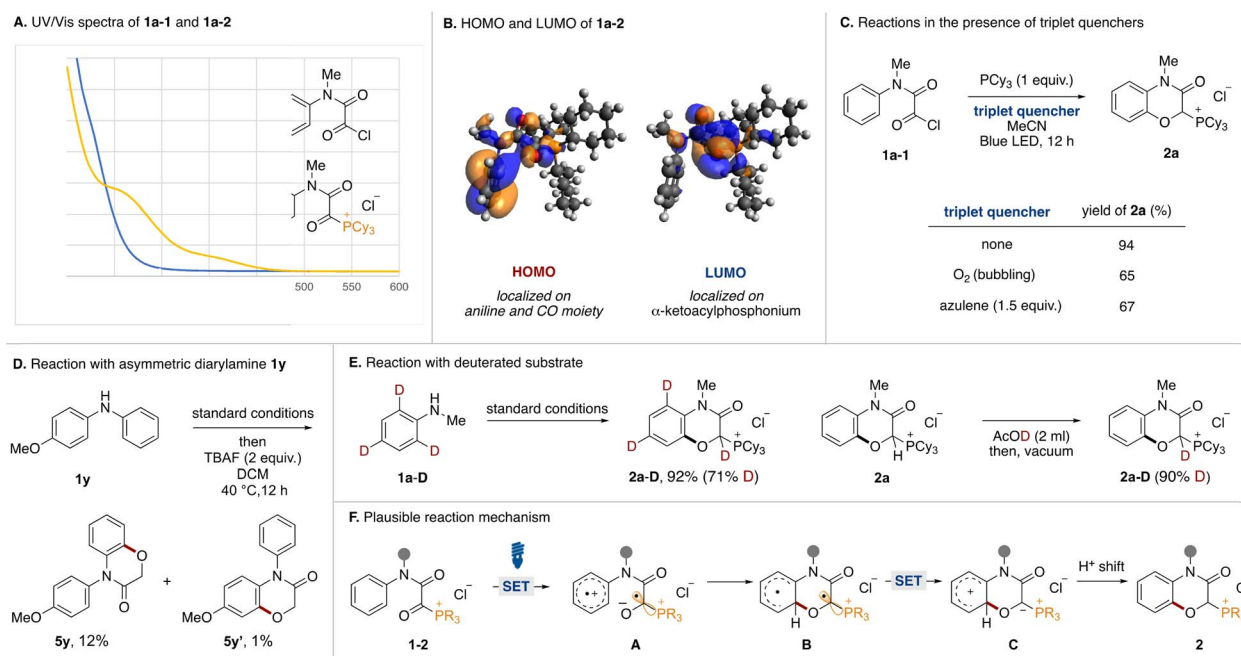 A. UV/Vis spectra of 1a-1 and 1a-2
Me
N
O
O
Cl
Me
N
O
Cl⁻
O
+
PCy₃
500 550 600
B. HOMO and LUMO of 1a-2
HOMO
localized on
aniline and CO moiety
LUMO
localized on
α-ketoacylphosphonium
C. Reactions in the presence of triplet quenchers
Me
N
O
O
Cl
1a-1
PCy₃ (1 equiv.)
triplet quencher
MeCN
Blue LED, 12 h
Me
N
O
Cl⁻
O
+
PCy₃
2a
triplet quencher yield of 2a (%)
none 94
O₂ (bubbling) 65
azulene (1.5 equiv.) 67
D. Reaction with asymmetric diarylamine 1y
H
N
MeO
1y
standard conditions
then
TBAF (2 equiv.)
DCM
40 °C,12 h
O
N
O
MeO
5y, 12%
+
N
O
MeO
O
5y', 1%
E. Reaction with deuterated substrate
D
H
N
Me
D
D
1a-D
standard conditions
D
Me
N
O
Cl⁻
D
O
D
+
PCy₃
2a-D, 92% (71% D)
Me
N
O
Cl⁻
O
H
+
PCy₃
2a
AcOD (2 ml)
then, vacuum
Me
N
O
Cl⁻
O
D
+
PCy₃
2a-D (90% D)
F. Plausible reaction mechanism
N
O
Cl⁻
O
+
PR₃
1-2
SET
N
O
Cl⁻
•+
−
O
•
+
PR₃
A
N
O
Cl⁻
•
H
O
•
+
PR₃
B
SET
N
O
Cl⁻
+
H
O
−
+
PR₃
C
H⁺ shift
N
O
O
+
2